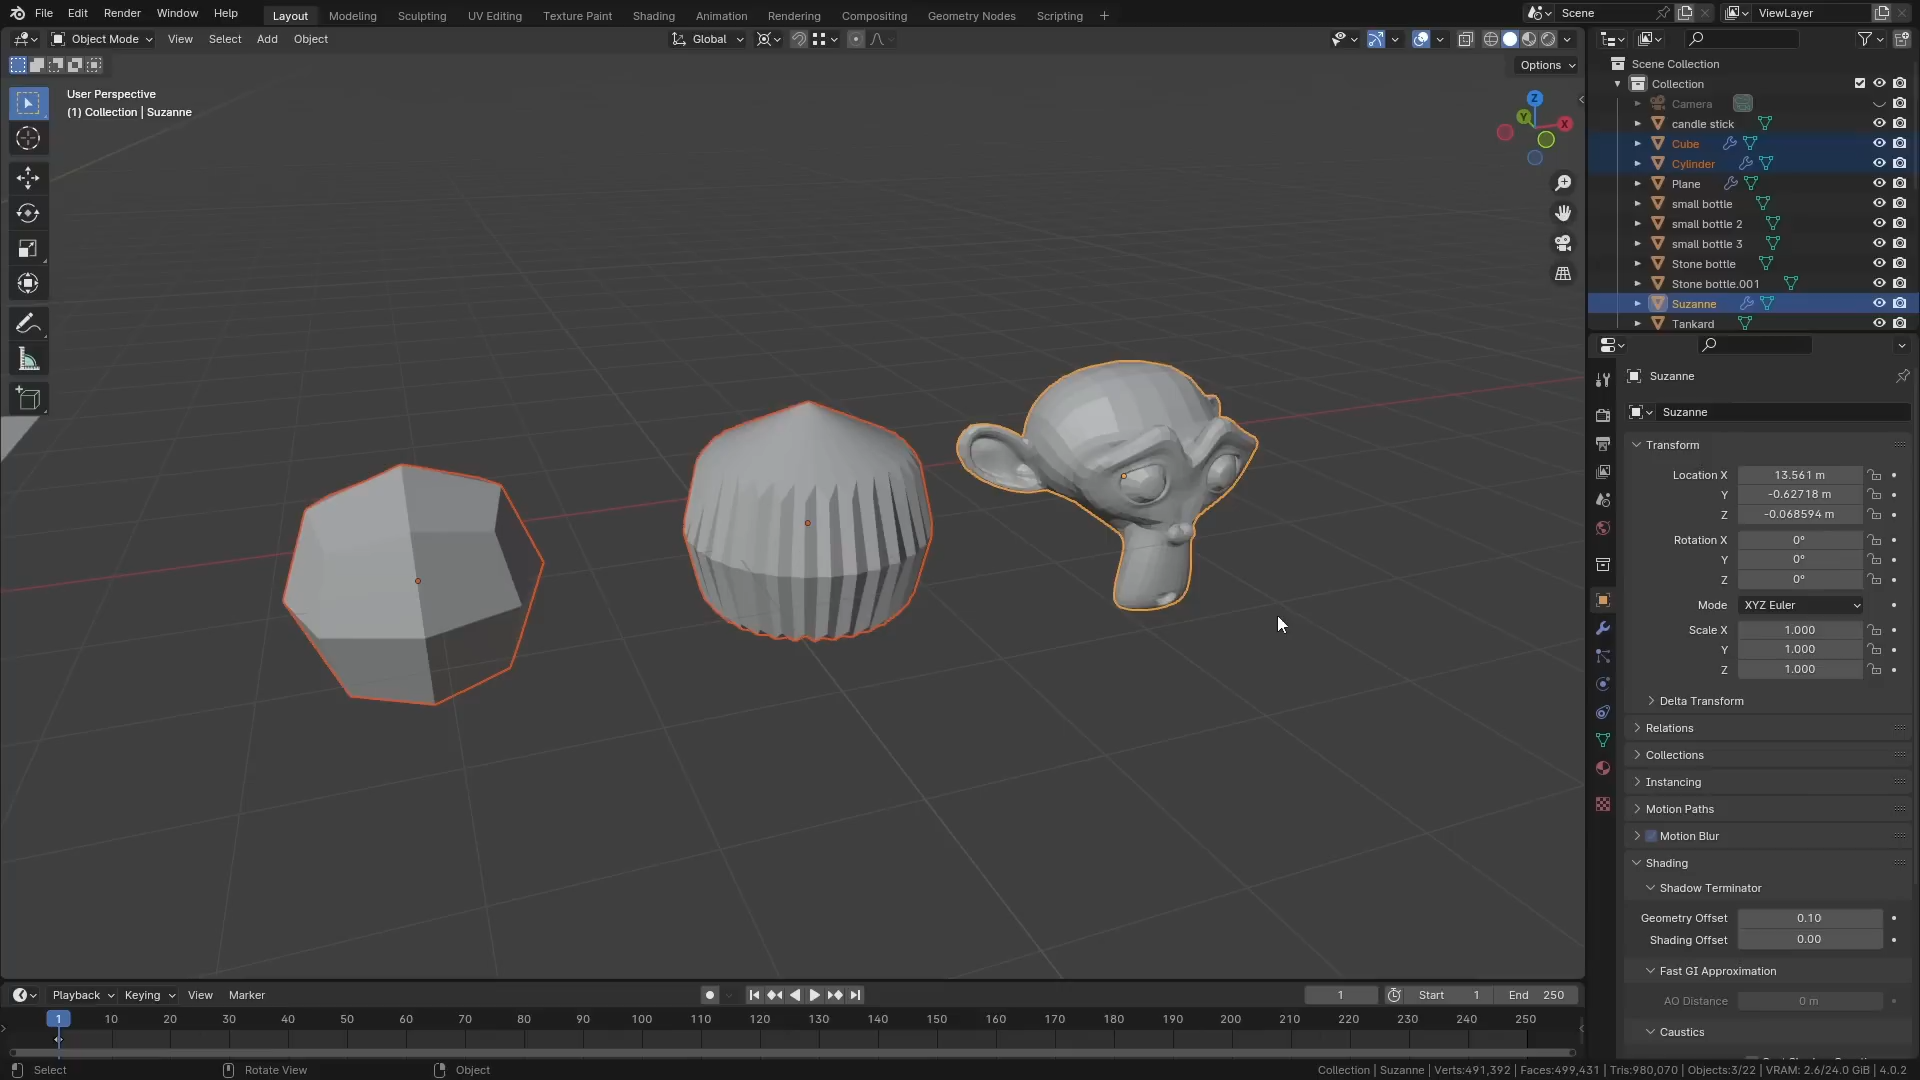 File Edit Render Window Help
Layout Modeling Sculpting UV Editing Texture Paint Shading Animation Rendering Compositing Geometry Nodes Scripting +
Scene
ViewLayer
Object Mode View Select Add Object
Global
Options
User Perspective
(1) Collection | Suzanne
Z
Y
X
Scene Collection
Collection
Camera
candle stick
Cube
Cylinder
Plane
small bottle
small bottle 2
small bottle 3
Stone bottle
Stone bottle.001
Suzanne
Tankard
Suzanne
Suzanne
Transform
Location X 13.561 m
Y -0.62718 m
Z -0.068594 m
Rotation X 0°
Y 0°
Z 0°
Mode XYZ Euler
Scale X 1.000
Y 1.000
Z 1.000
Delta Transform
Relations
Collections
Instancing
Motion Paths
Motion Blur
Shading
Shadow Terminator
Geometry Offset 0.10
Shading Offset 0.00
Fast GI Approximation
AO Distance 0 m
Caustics
Playback Keying View Marker
1 Start 1 End 250
1 10 20 30 40 50 60 70 80 90 100 110 120 130 140 150 160 170 180 190 200 210 220 230 240 250
Select Rotate View Object
Collection | Suzanne | Verts:491,392 | Faces:499,431 | Tris:980,070 | Objects:3/22 | VRAM: 2.6/24.0 GiB | 4.0.2